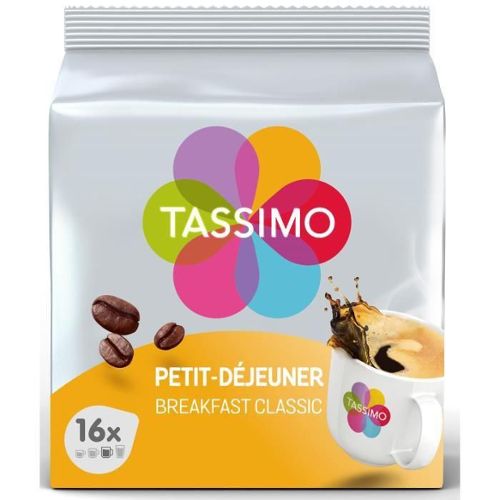 TASSIMO
PETIT-DÉJEUNER
BREAKFAST CLASSIC
TASSIMO
16x